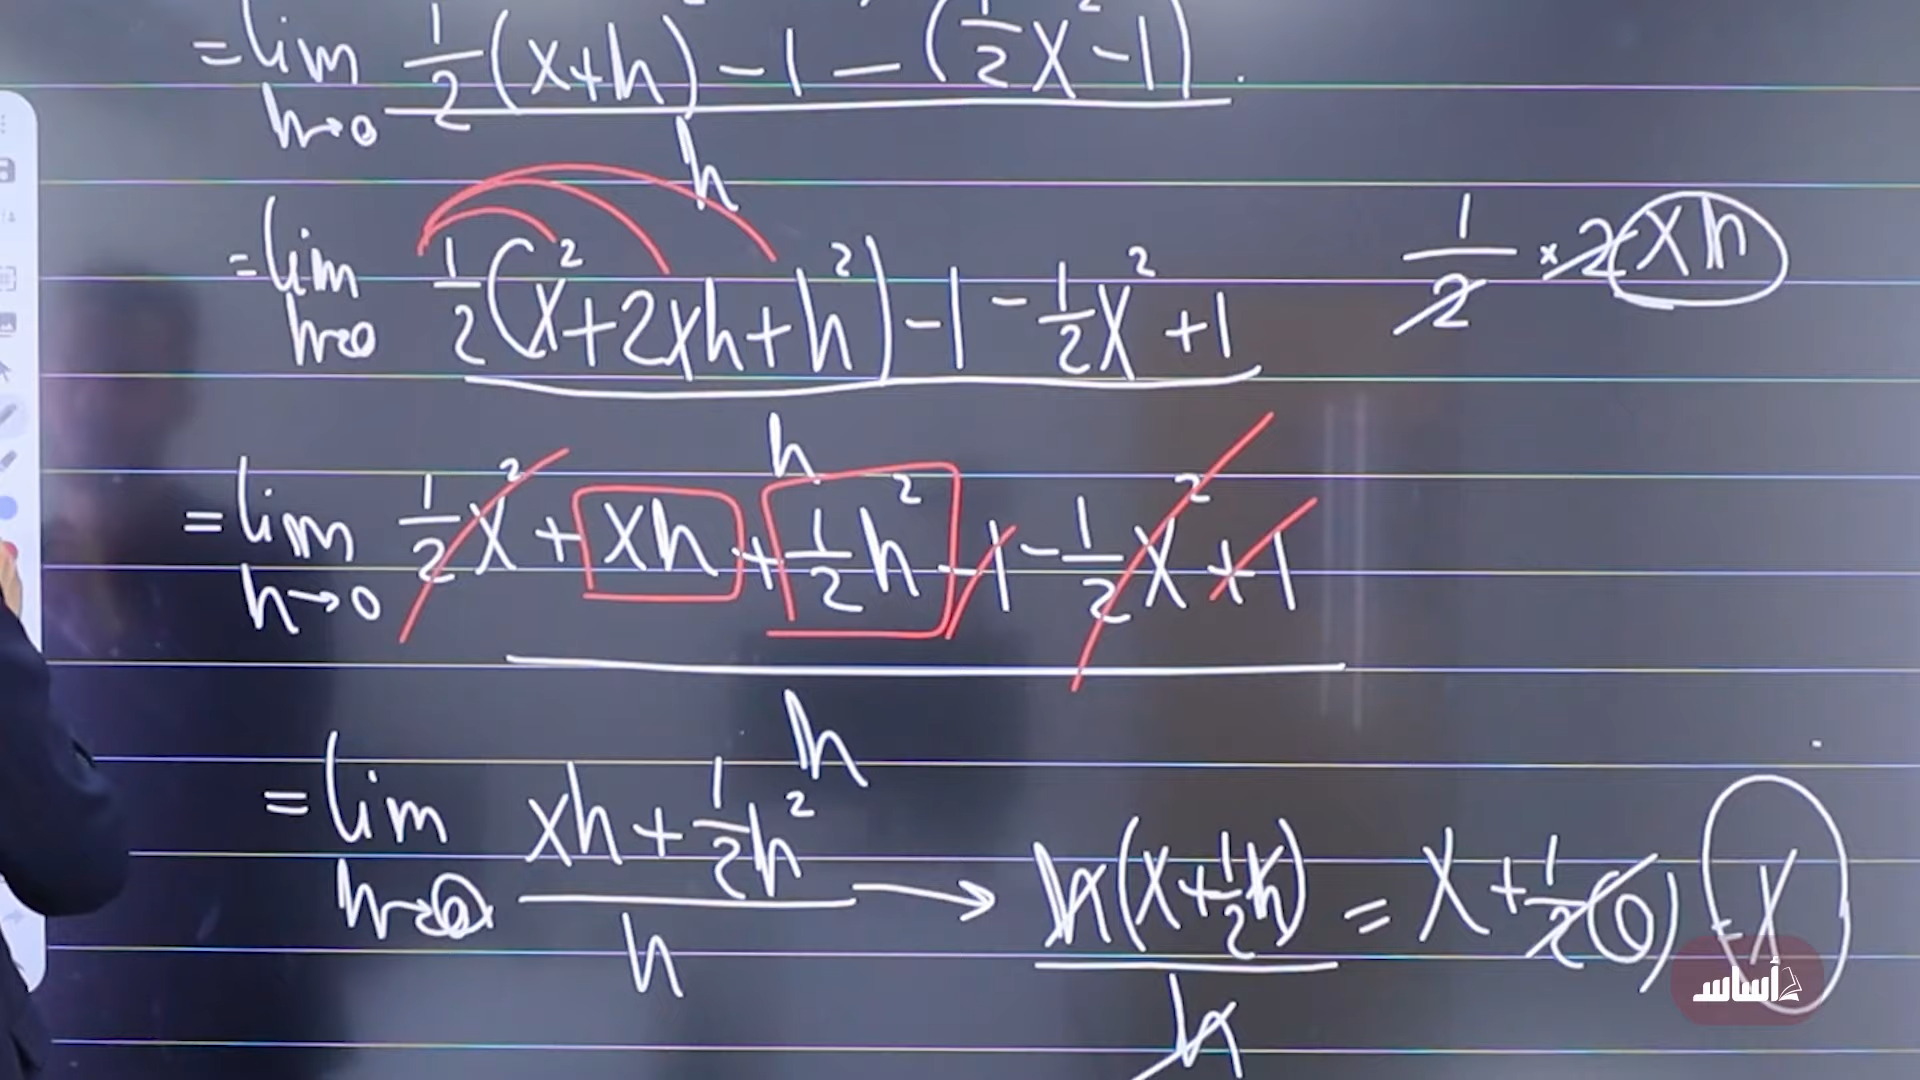 =lim h→0 1/2(x+h)² -1 - (1/2x²-1) / h
1/2 × 2xh
=lim h→0 1/2(x²+2xh+h²) -1 -1/2x² +1 / h
=lim h→0 1/2x² + xh + 1/2h² -1 -1/2x² +1 / h
=lim h→0 xh + 1/2h² / h → h(x+1/2h) / h = x + 1/2(0) = x
أساس